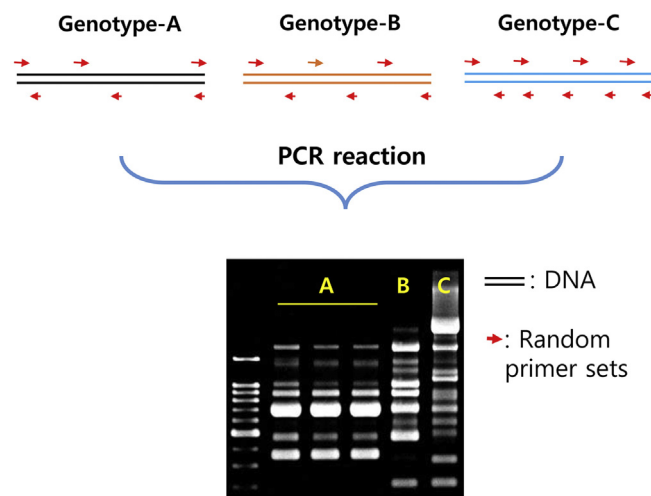 Genotype-A
Genotype-B
Genotype-C
PCR reaction
A
B
C
: DNA
: Random
primer sets